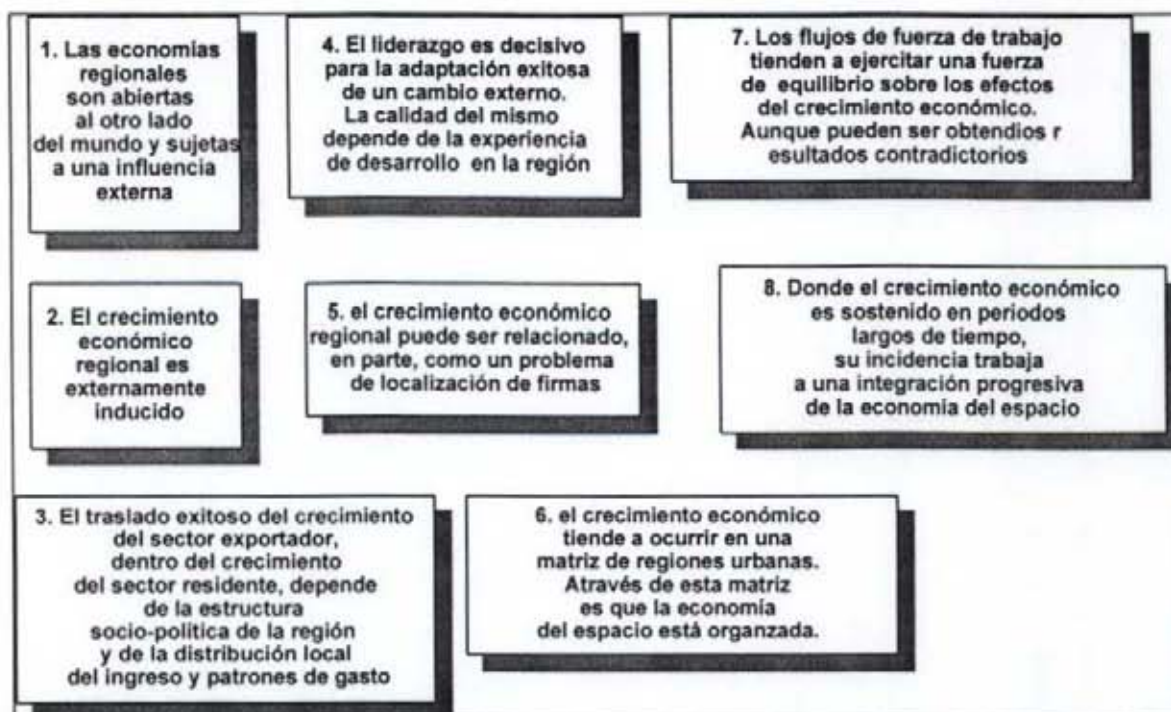 1. Las economías
regionales
son abiertas
al otro lado
del mundo y sujetas
a una influencia
externa
2. El crecimiento
económico
regional es
externamente
inducido
3. El traslado exitoso del crecimiento
del sector exportador,
dentro del crecimiento
del sector residente, depende
de la estructura
socio-política de la región
y de la distribución local
del ingreso y patrones de gasto
4. El liderazgo es decisivo
para la adaptación exitosa
de un cambio externo.
La calidad del mismo
depende de la experiencia
de desarrollo en la región
5. el crecimiento económico
regional puede ser relacionado,
en parte, como un problema
de localización de firmas
6. el crecimiento económico
tiende a ocurrir en una
matriz de regiones urbanas.
Através de esta matriz
es que la economía
del espacio está organzada.
7. Los flujos de fuerza de trabajo
tienden a ejercitar una fuerza
de equilibrio sobre los efectos
del crecimiento económico.
Aunque pueden ser obtendios r
esultados contradictorios
8. Donde el crecimiento económico
es sostenido en periodos
largos de tiempo,
su incidencia trabaja
a una integración progresiva
de la economia del espacio